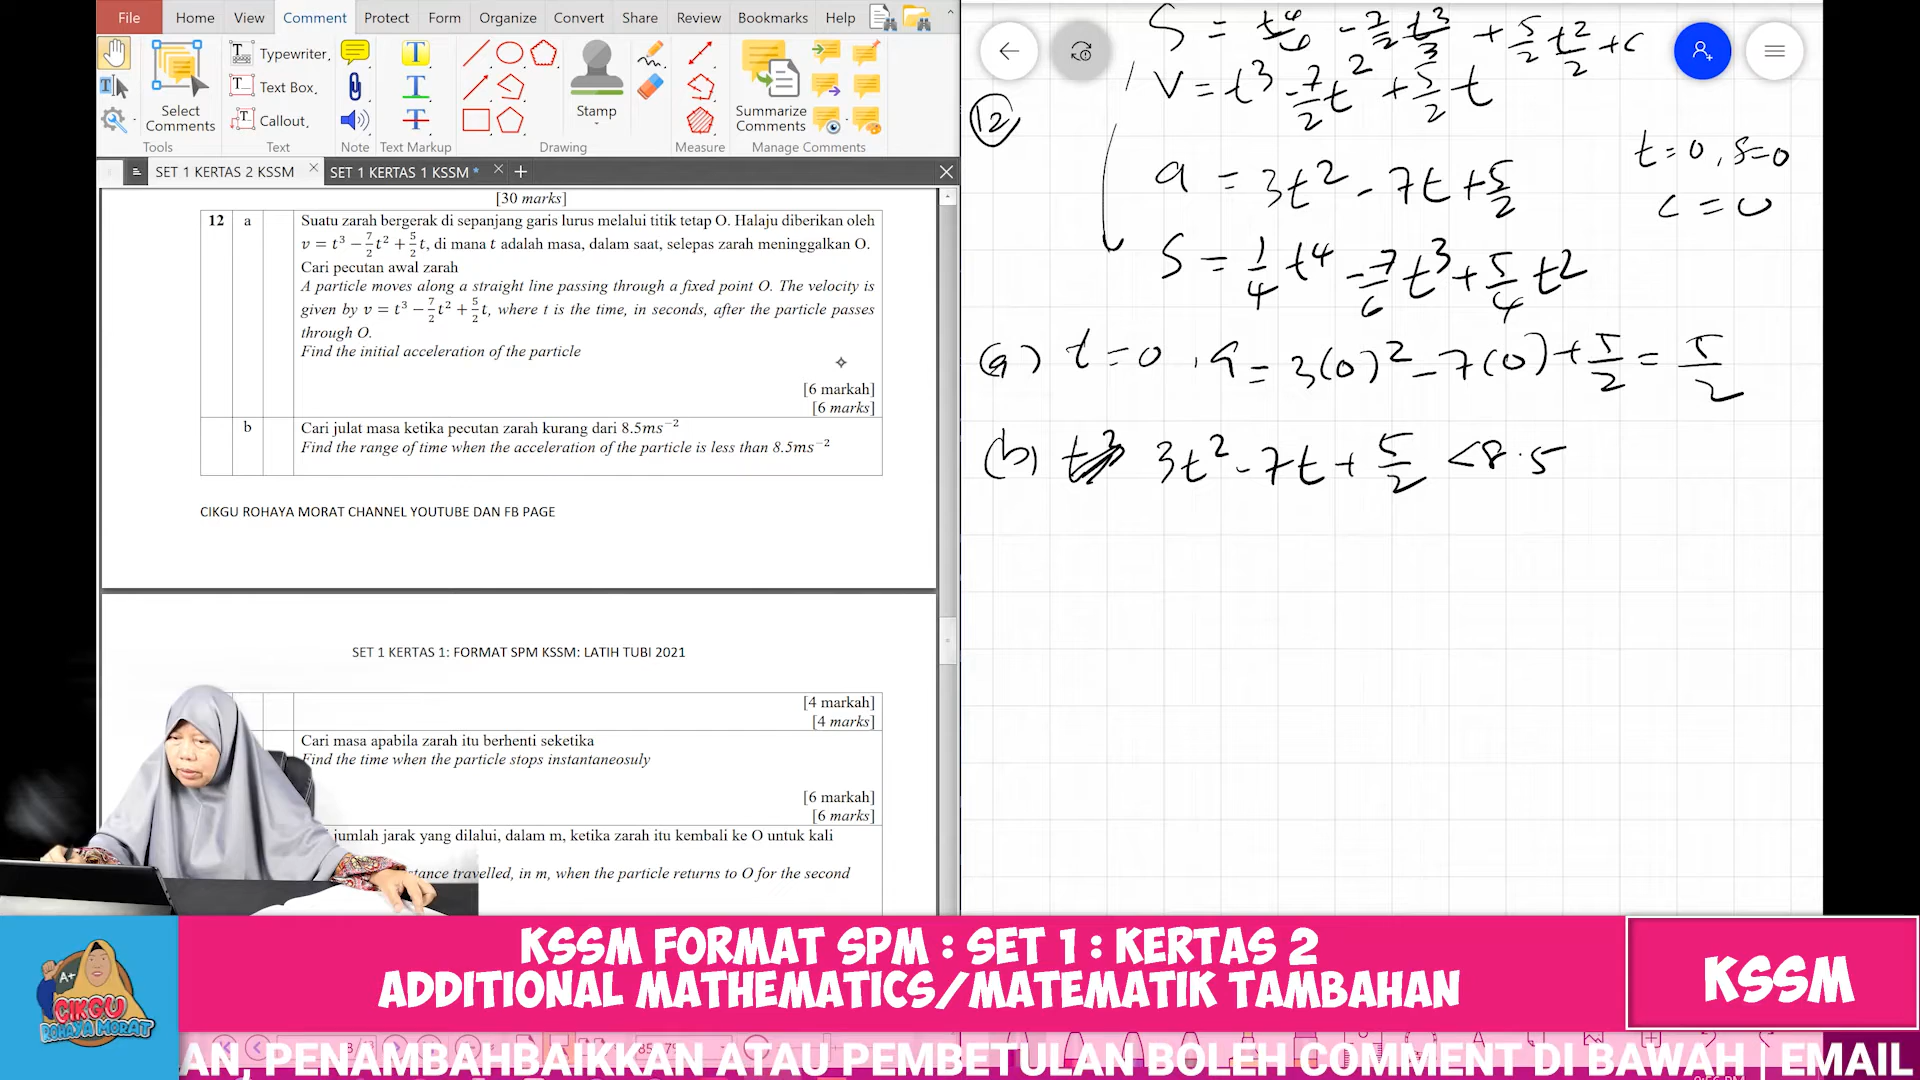 File Home View Comment Protect Form Organize Convert Share Review Bookmarks Help
Typewriter
Text Box
Callout
Select Comments
Stamp
Summarize Comments
Tools Text Note Text Markup Drawing Measure Manage Comments
SET 1 KERTAS 2 KSSM SET 1 KERTAS 1 KSSM *
[30 marks]
12 a Suatu zarah bergerak di sepanjang garis lurus melalui titik tetap O. Halaju diberikan oleh
v = t³ − 7/2 t² + 5/2 t, di mana t adalah masa, dalam saat, selepas zarah meninggalkan O.
Cari pecutan awal zarah
A particle moves along a straight line passing through a fixed point O. The velocity is
given by v = t³ − 7/2 t² + 5/2 t, where t is the time, in seconds, after the particle passes
through O.
Find the initial acceleration of the particle
[6 markah]
[6 marks]
b Cari julat masa ketika pecutan zarah kurang dari 8.5ms⁻²
Find the range of time when the acceleration of the particle is less than 8.5ms⁻²
CIKGU ROHAYA MORAT CHANNEL YOUTUBE DAN FB PAGE
SET 1 KERTAS 1: FORMAT SPM KSSM: LATIH TUBI 2021
[4 markah]
[4 marks]
Cari masa apabila zarah itu berhenti seketika
Find the time when the particle stops instantaneosuly
[6 markah]
[6 marks]
jumlah jarak yang dilalui, dalam m, ketika zarah itu kembali ke O untuk kali
travelled, in m, when the particle returns to O for the second
S = t⁴/4 − 7/2 t³/3 + 5/2 t²/2 + c
12 V = t³ − 7/2 t² + 5/2 t
a = 3t² − 7t + 5/2
t = 0, s = 0
c = 0
S = 1/4 t⁴ − 7/6 t³ + 5/4 t²
(a) t = 0, a = 3(0)² − 7(0) + 5/2 = 5/2
(b) 3t² − 7t + 5/2 < 8.5
A+
CIKGU
ROHAYA MORAT
KSSM FORMAT SPM : SET 1 : KERTAS 2
ADDITIONAL MATHEMATICS/MATEMATIK TAMBAHAN
KSSM
AN, PENAMBAHBAIKKAN ATAU PEMBETULAN BOLEH COMMENT DI BAWAH | EMAIL